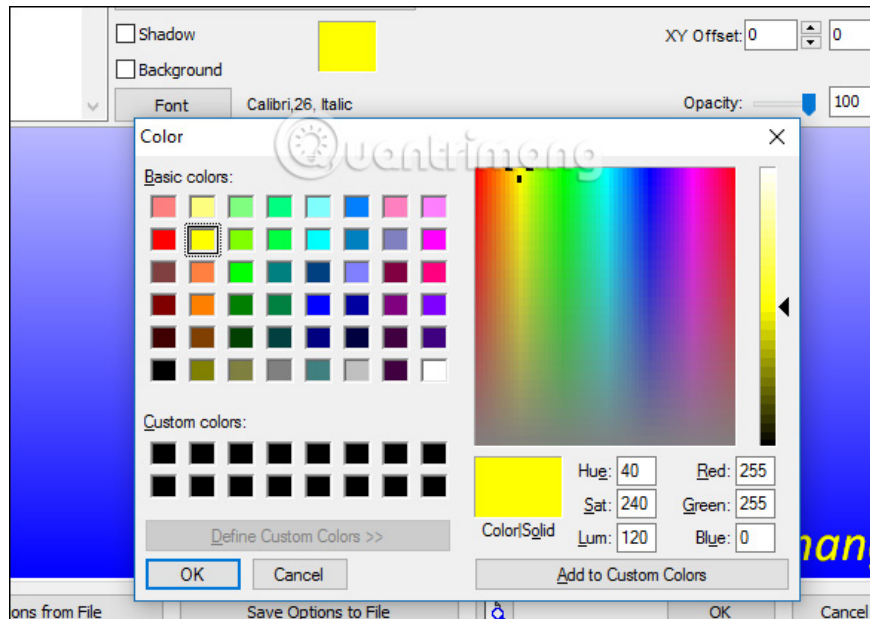 Shadow
XY Offset: 0 0
Background
Font Calibri,26, Italic Opacity: 100
Color
Quantrimang
Basic colors:
Custom colors:
Define Custom Colors >>
OK Cancel
Color|Solid
Hue: 40 Red: 255
Sat: 240 Green: 255
Lum: 120 Blue: 0
Add to Custom Colors
mang
ons from File Save Options to File OK Cancel